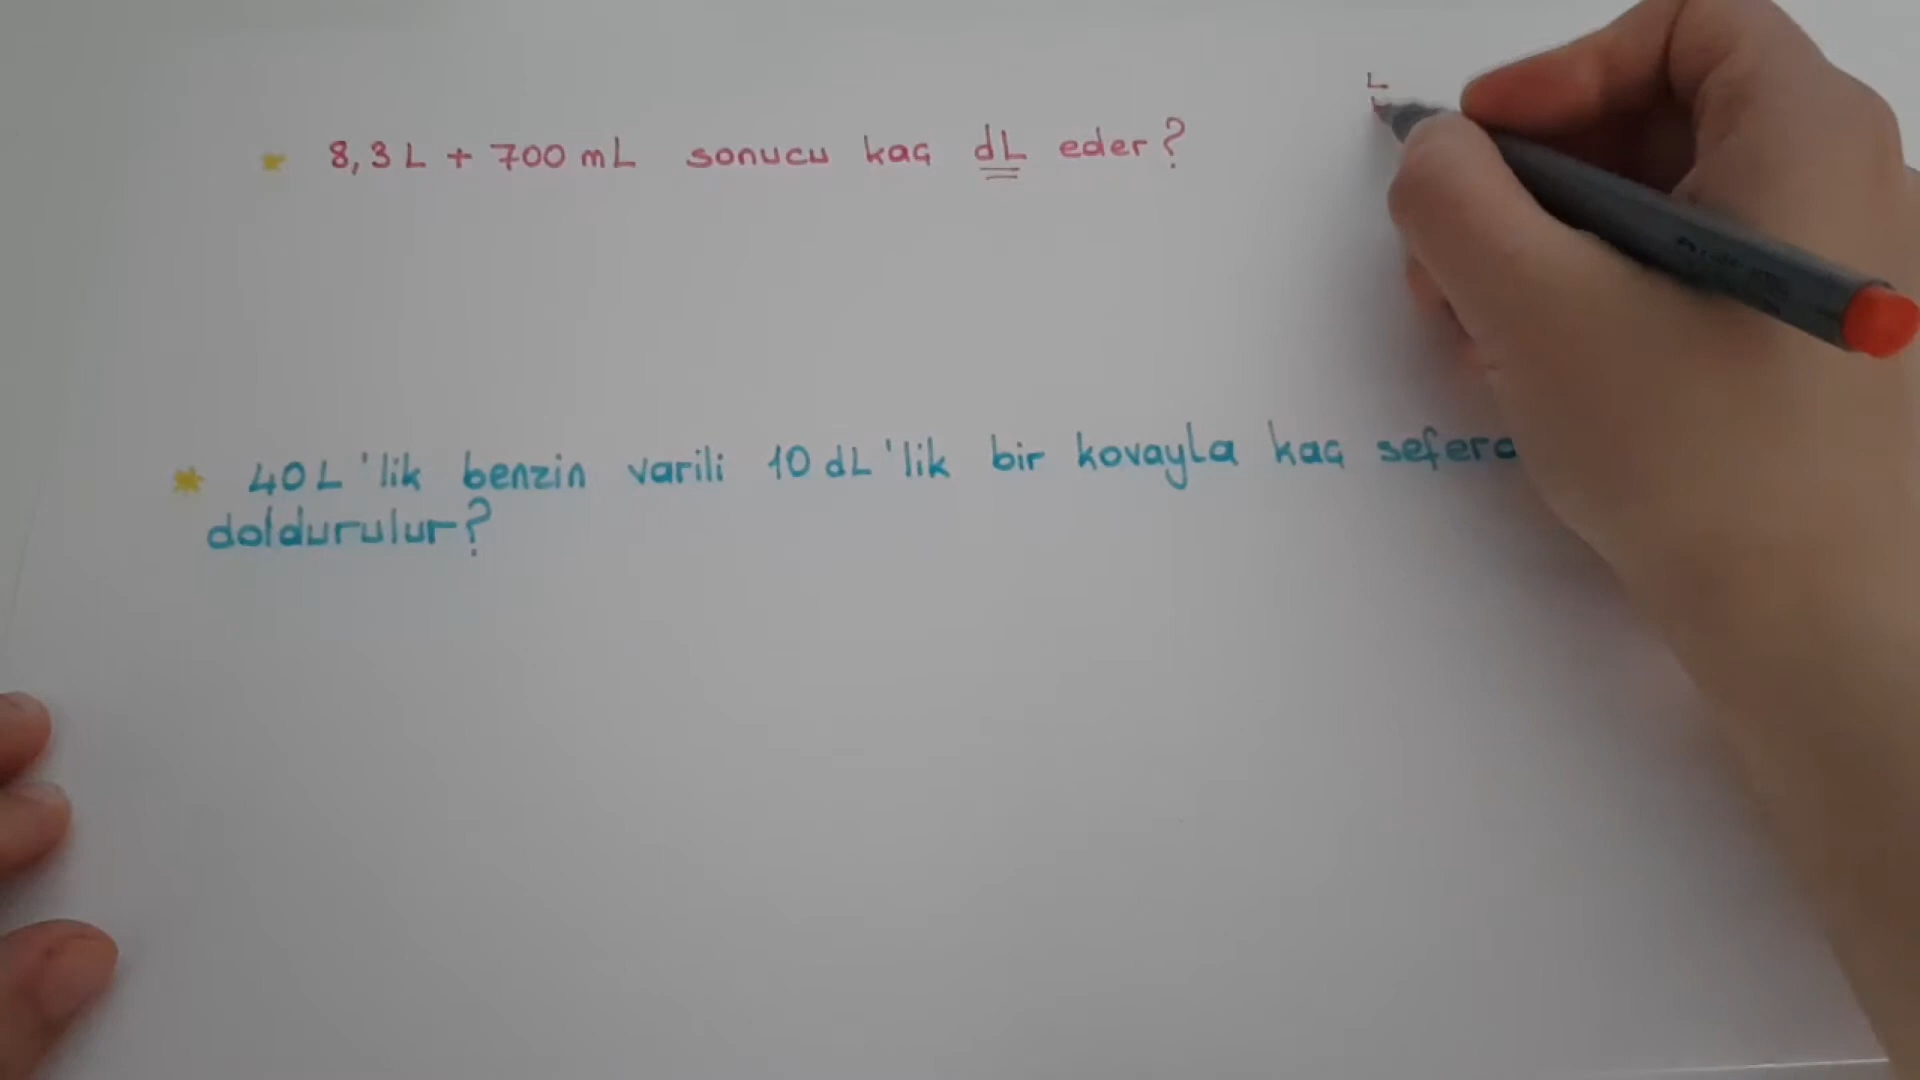 L
* 8,3 L + 700 mL sonucu kaç dL eder?
* 40 L'lik benzin varili 10 dL'lik bir kovayla kaç
doldurulur?